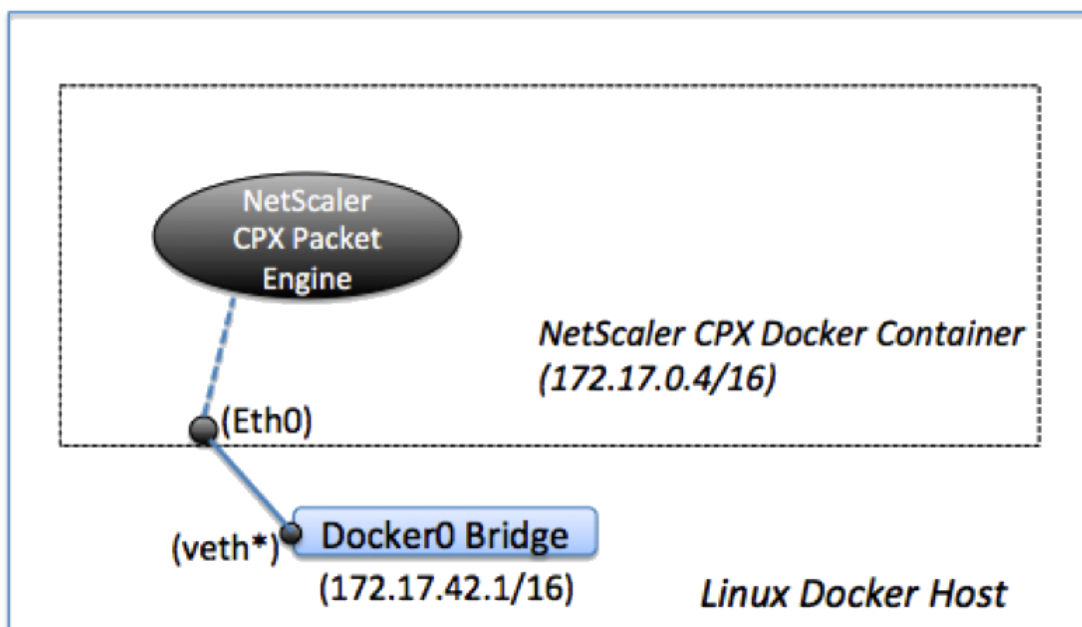 NetScaler
CPX Packet
Engine
NetScaler CPX Docker Container
(172.17.0.4/16)
(Eth0)
(veth*)
Docker0 Bridge
(172.17.42.1/16)
Linux Docker Host